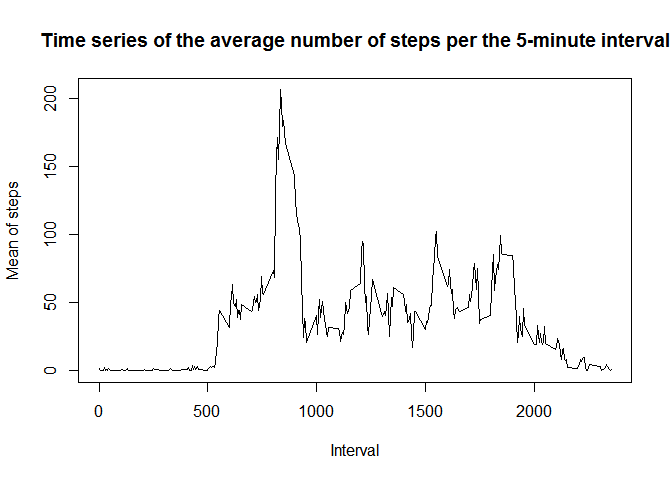 Time series of the average number of steps per the 5-minute interval
200
150
100
50
0
Mean of steps
0 500 1000 1500 2000
Interval